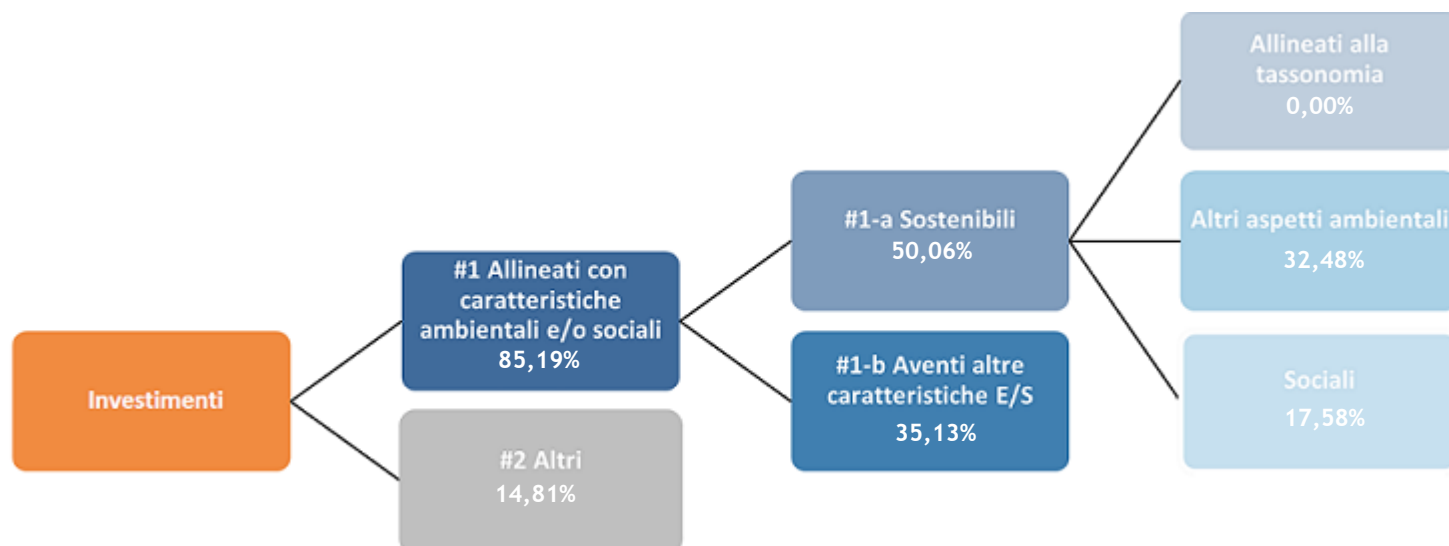 Investimenti
#1 Allineati con
caratteristiche
ambientali e/o sociali
85,19%
#2 Altri
14,81%
#1-a Sostenibili
50,06%
#1-b Aventi altre
caratteristiche E/S
35,13%
Allineati alla
tassonomia
0,00%
Altri aspetti ambientali
32,48%
Sociali
17,58%